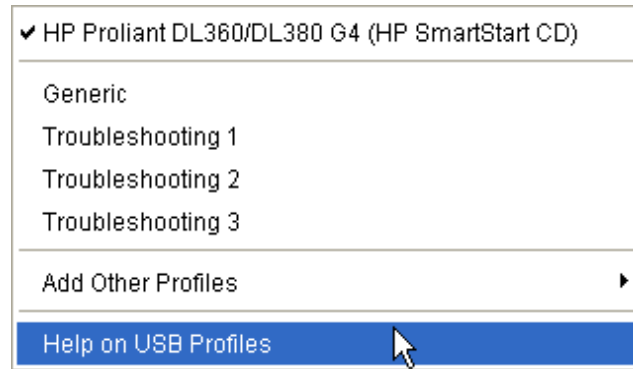 HP Proliant DL360/DL380 G4 (HP SmartStart CD)
Generic
Troubleshooting 1
Troubleshooting 2
Troubleshooting 3
Add Other Profiles
Help on USB Profiles